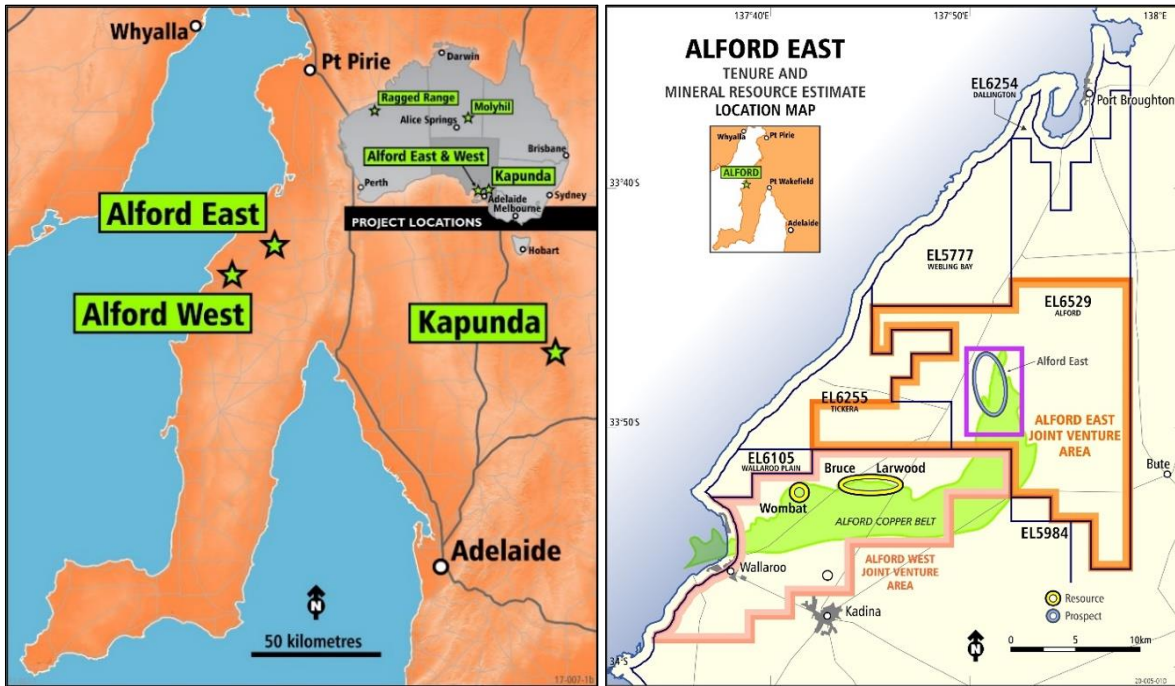 Whyalla
Pt Pirie
Darwin
Ragged Range
Molyhil
Alice Springs
Alford East & West
Brisbane
Kapunda
Perth
Adelaide
Sydney
Melbourne
PROJECT LOCATIONS
Hobart
Alford East
Alford West
Kapunda
Adelaide
N
50 kilometres
17-007-1b
137°40'E
137°50'E
138°E
ALFORD EAST
TENURE AND
MINERAL RESOURCE ESTIMATE
LOCATION MAP
Whyalla
Pt Pirie
ALFORD
Pt Wakefield
Adelaide
EL6254
DALLINGTON
Port Broughton
33°40'S
EL5777
WEBLING BAY
EL6529
ALFORD
Alford East
EL6255
TICKERA
33°50'S
ALFORD EAST
JOINT VENTURE
AREA
EL6105
WALLAROO PLAIN
Bruce
Larwood
Bute
Wombat
ALFORD COPPER BELT
EL5984
Wallaroo
ALFORD WEST
JOINT VENTURE
AREA
Kadina
Resource
Prospect
N
0
5
10km
34°S